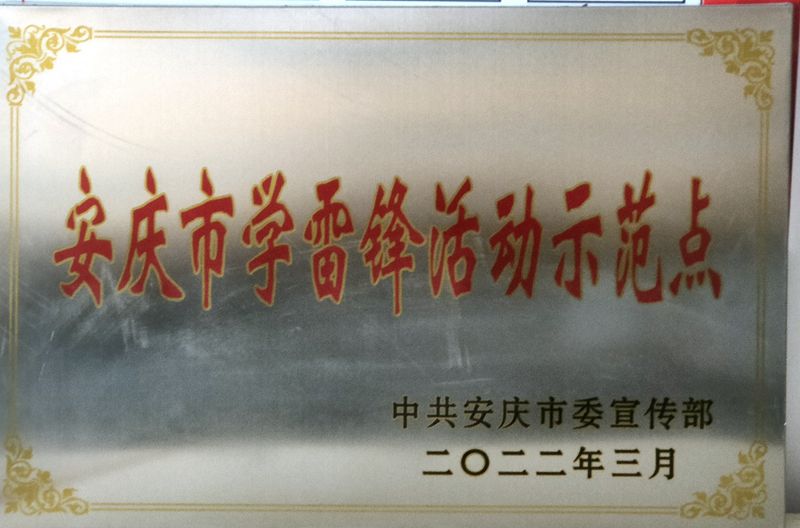 安庆市学雷锋活动示范点
中共安庆市委宣传部
二〇二二年三月